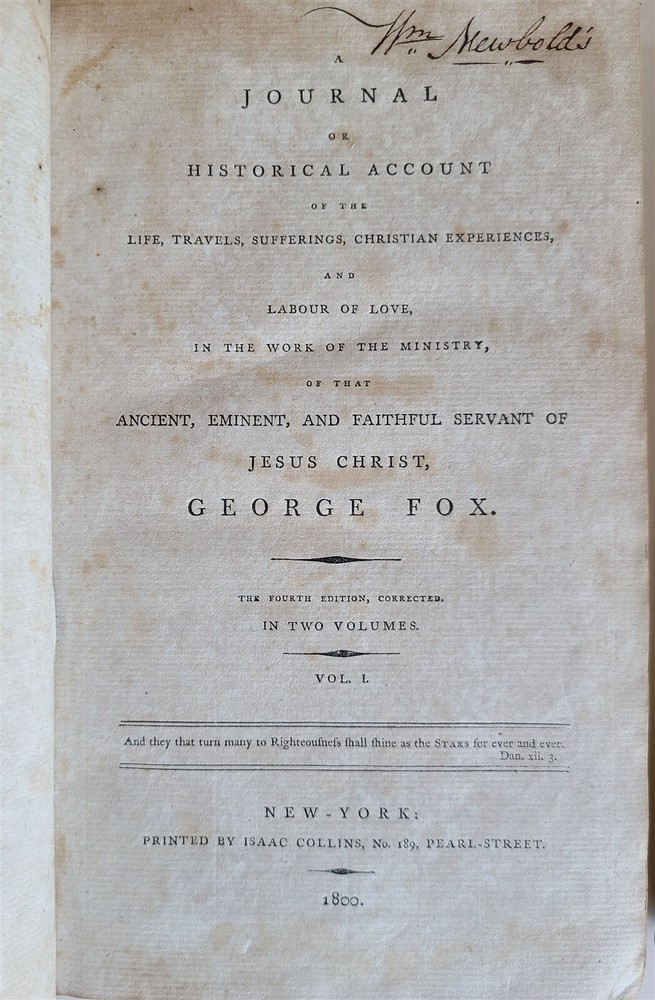 Wm Newbold's
A
JOURNAL
OR
HISTORICAL ACCOUNT
OF THE
LIFE, TRAVELS, SUFFERINGS, CHRISTIAN EXPERIENCES,
AND
LABOUR OF LOVE,
IN THE WORK OF THE MINISTRY,
OF THAT
ANCIENT, EMINENT, AND FAITHFUL SERVANT OF
JESUS CHRIST,
GEORGE FOX.
THE FOURTH EDITION, CORRECTED.
IN TWO VOLUMES.
VOL. I.
And they that turn many to Righteouſneſs ſhall ſhine as the STARS for ever and ever.
Dan. xii. 3.
NEW-YORK:
PRINTED BY ISAAC COLLINS, No. 189, PEARL-STREET.
1800.